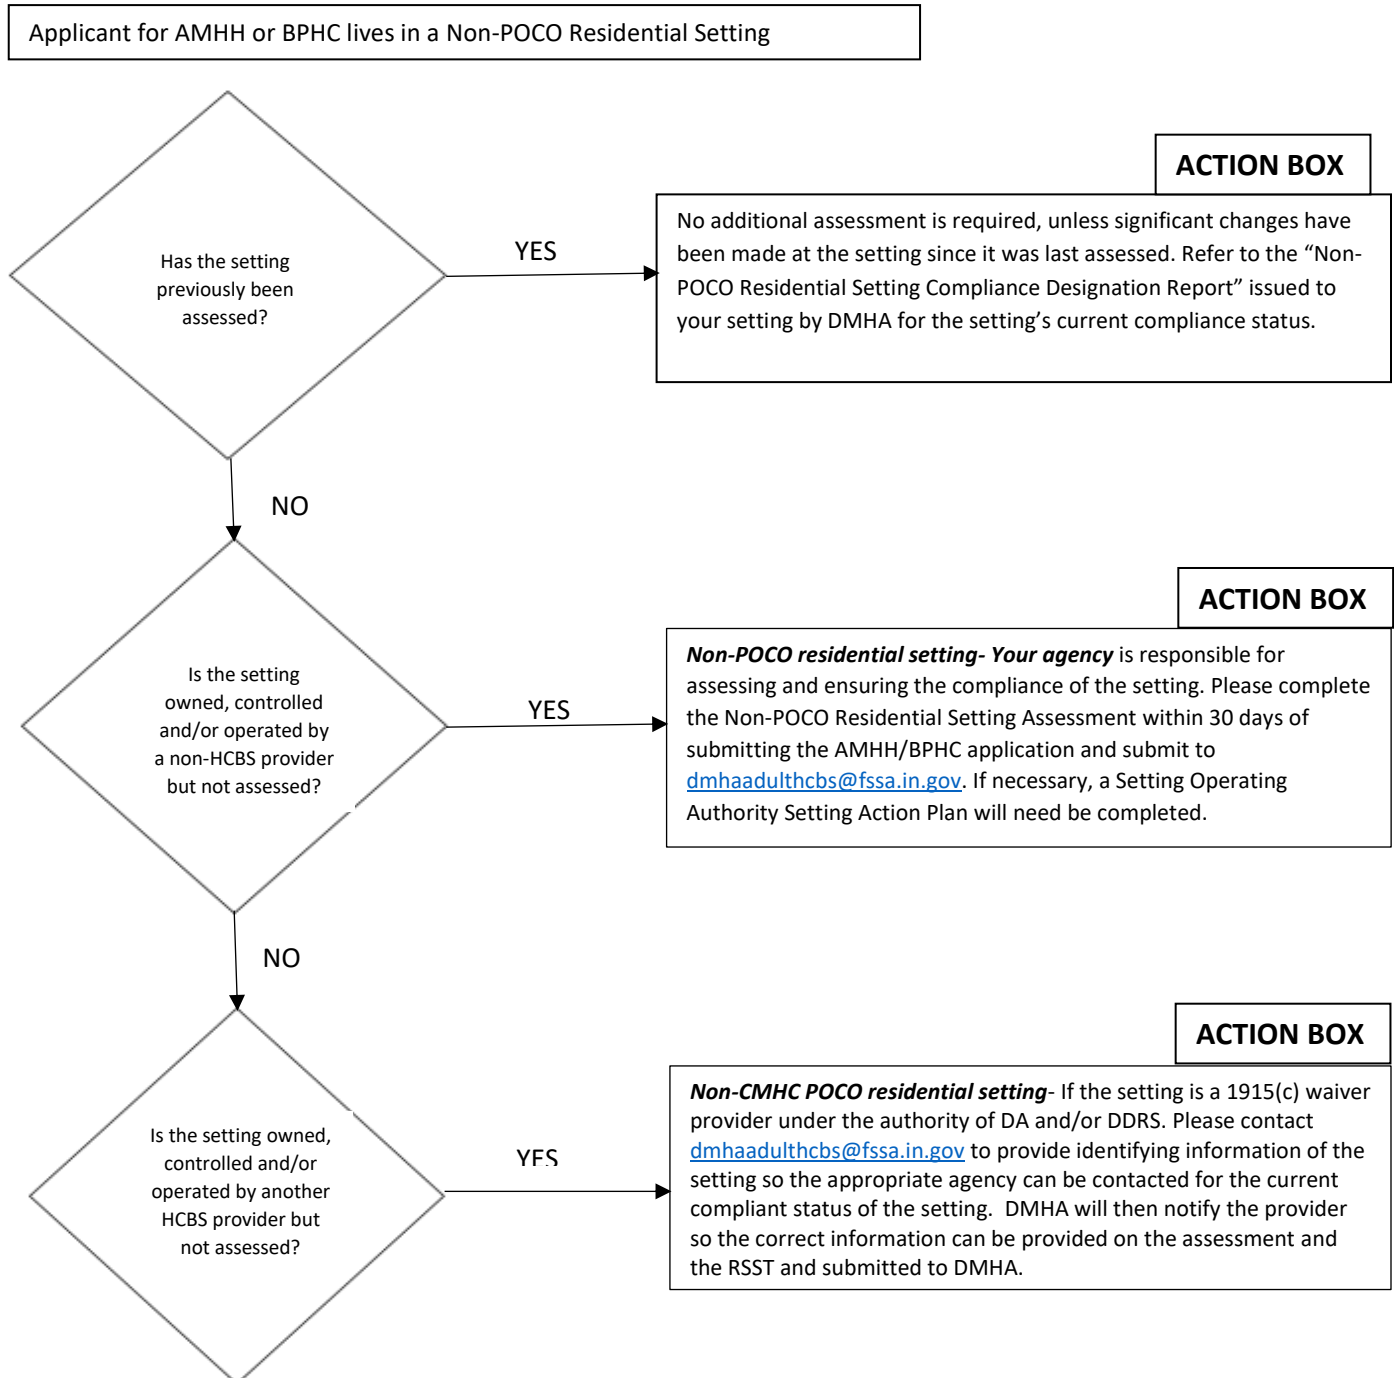 Applicant for AMHH or BPHC lives in a Non-POCO Residential Setting
Has the setting
previously been
assessed?
YES
ACTION BOX
No additional assessment is required, unless significant changes have
been made at the setting since it was last assessed. Refer to the “Non-
POCO Residential Setting Compliance Designation Report” issued to
your setting by DMHA for the setting’s current compliance status.
NO
Is the setting
owned, controlled
and/or operated by
a non-HCBS provider
but not assessed?
YES
ACTION BOX
Non-POCO residential setting- Your agency is responsible for
assessing and ensuring the compliance of the setting. Please complete
the Non-POCO Residential Setting Assessment within 30 days of
submitting the AMHH/BPHC application and submit to
dmhaadulthcbs@fssa.in.gov. If necessary, a Setting Operating
Authority Setting Action Plan will need be completed.
NO
Is the setting owned,
controlled and/or
operated by another
HCBS provider but
not assessed?
YES
ACTION BOX
Non-CMHC POCO residential setting- If the setting is a 1915(c) waiver
provider under the authority of DA and/or DDRS. Please contact
dmhaadulthcbs@fssa.in.gov to provide identifying information of the
setting so the appropriate agency can be contacted for the current
compliant status of the setting.  DMHA will then notify the provider
so the correct information can be provided on the assessment and
the RSST and submitted to DMHA.